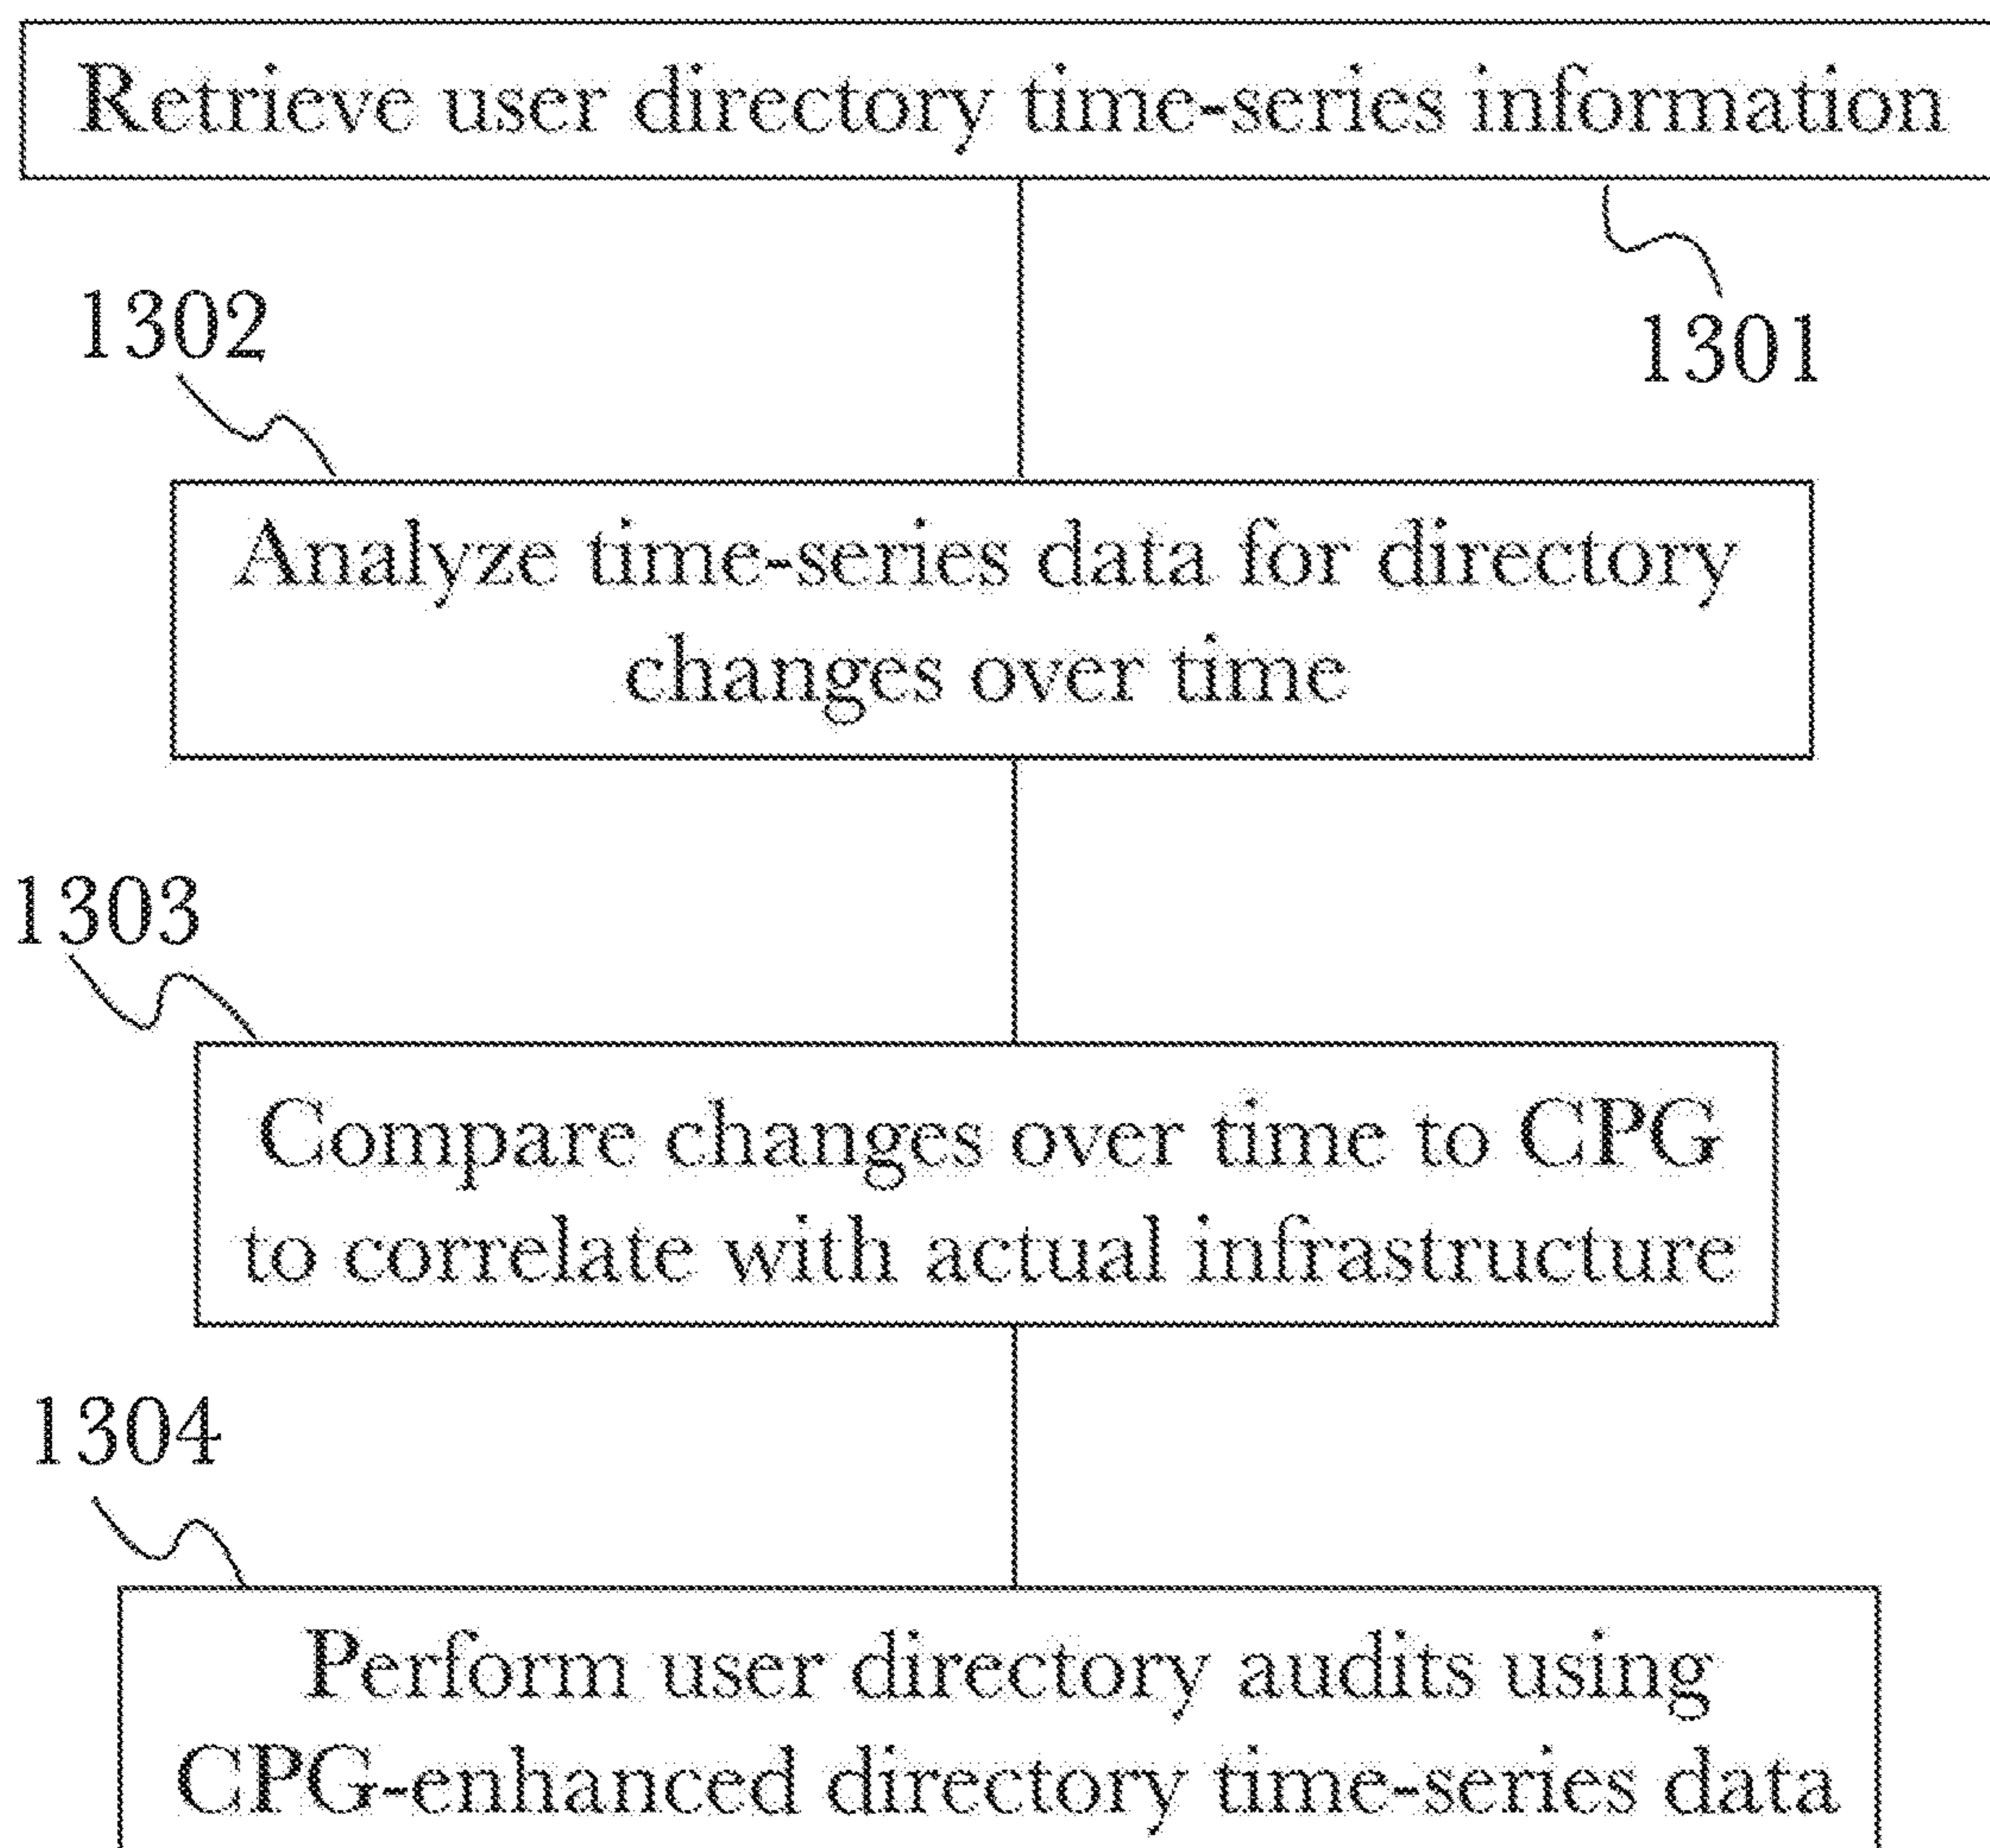 Retrieve user directory time-series information
1301
1302
Analyze time-series data for directory
changes over time
1303
Compare changes over time to CPG
to correlate with actual infrastructure
1304
Perform user directory audits using
CPG-enhanced directory time-series data